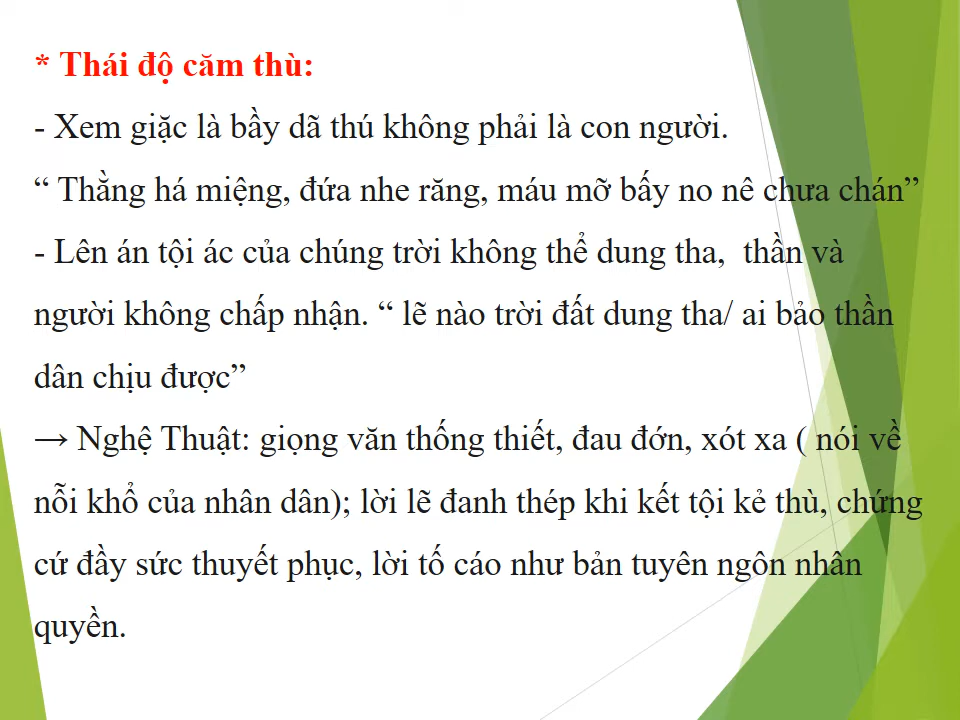 * Thái độ căm thù:
- Xem giặc là bầy dã thú không phải là con người.
“ Thằng há miệng, đứa nhe răng, máu mỡ bấy no nê chưa chán”
- Lên án tội ác của chúng trời không thể dung tha,  thần và
người không chấp nhận. “ lẽ nào trời đất dung tha/ ai bảo thần
dân chịu được”
→ Nghệ Thuật: giọng văn thống thiết, đau đớn, xót xa ( nói về
nỗi khổ của nhân dân); lời lẽ đanh thép khi kết tội kẻ thù, chứng
cứ đầy sức thuyết phục, lời tố cáo như bản tuyên ngôn nhân
quyền.